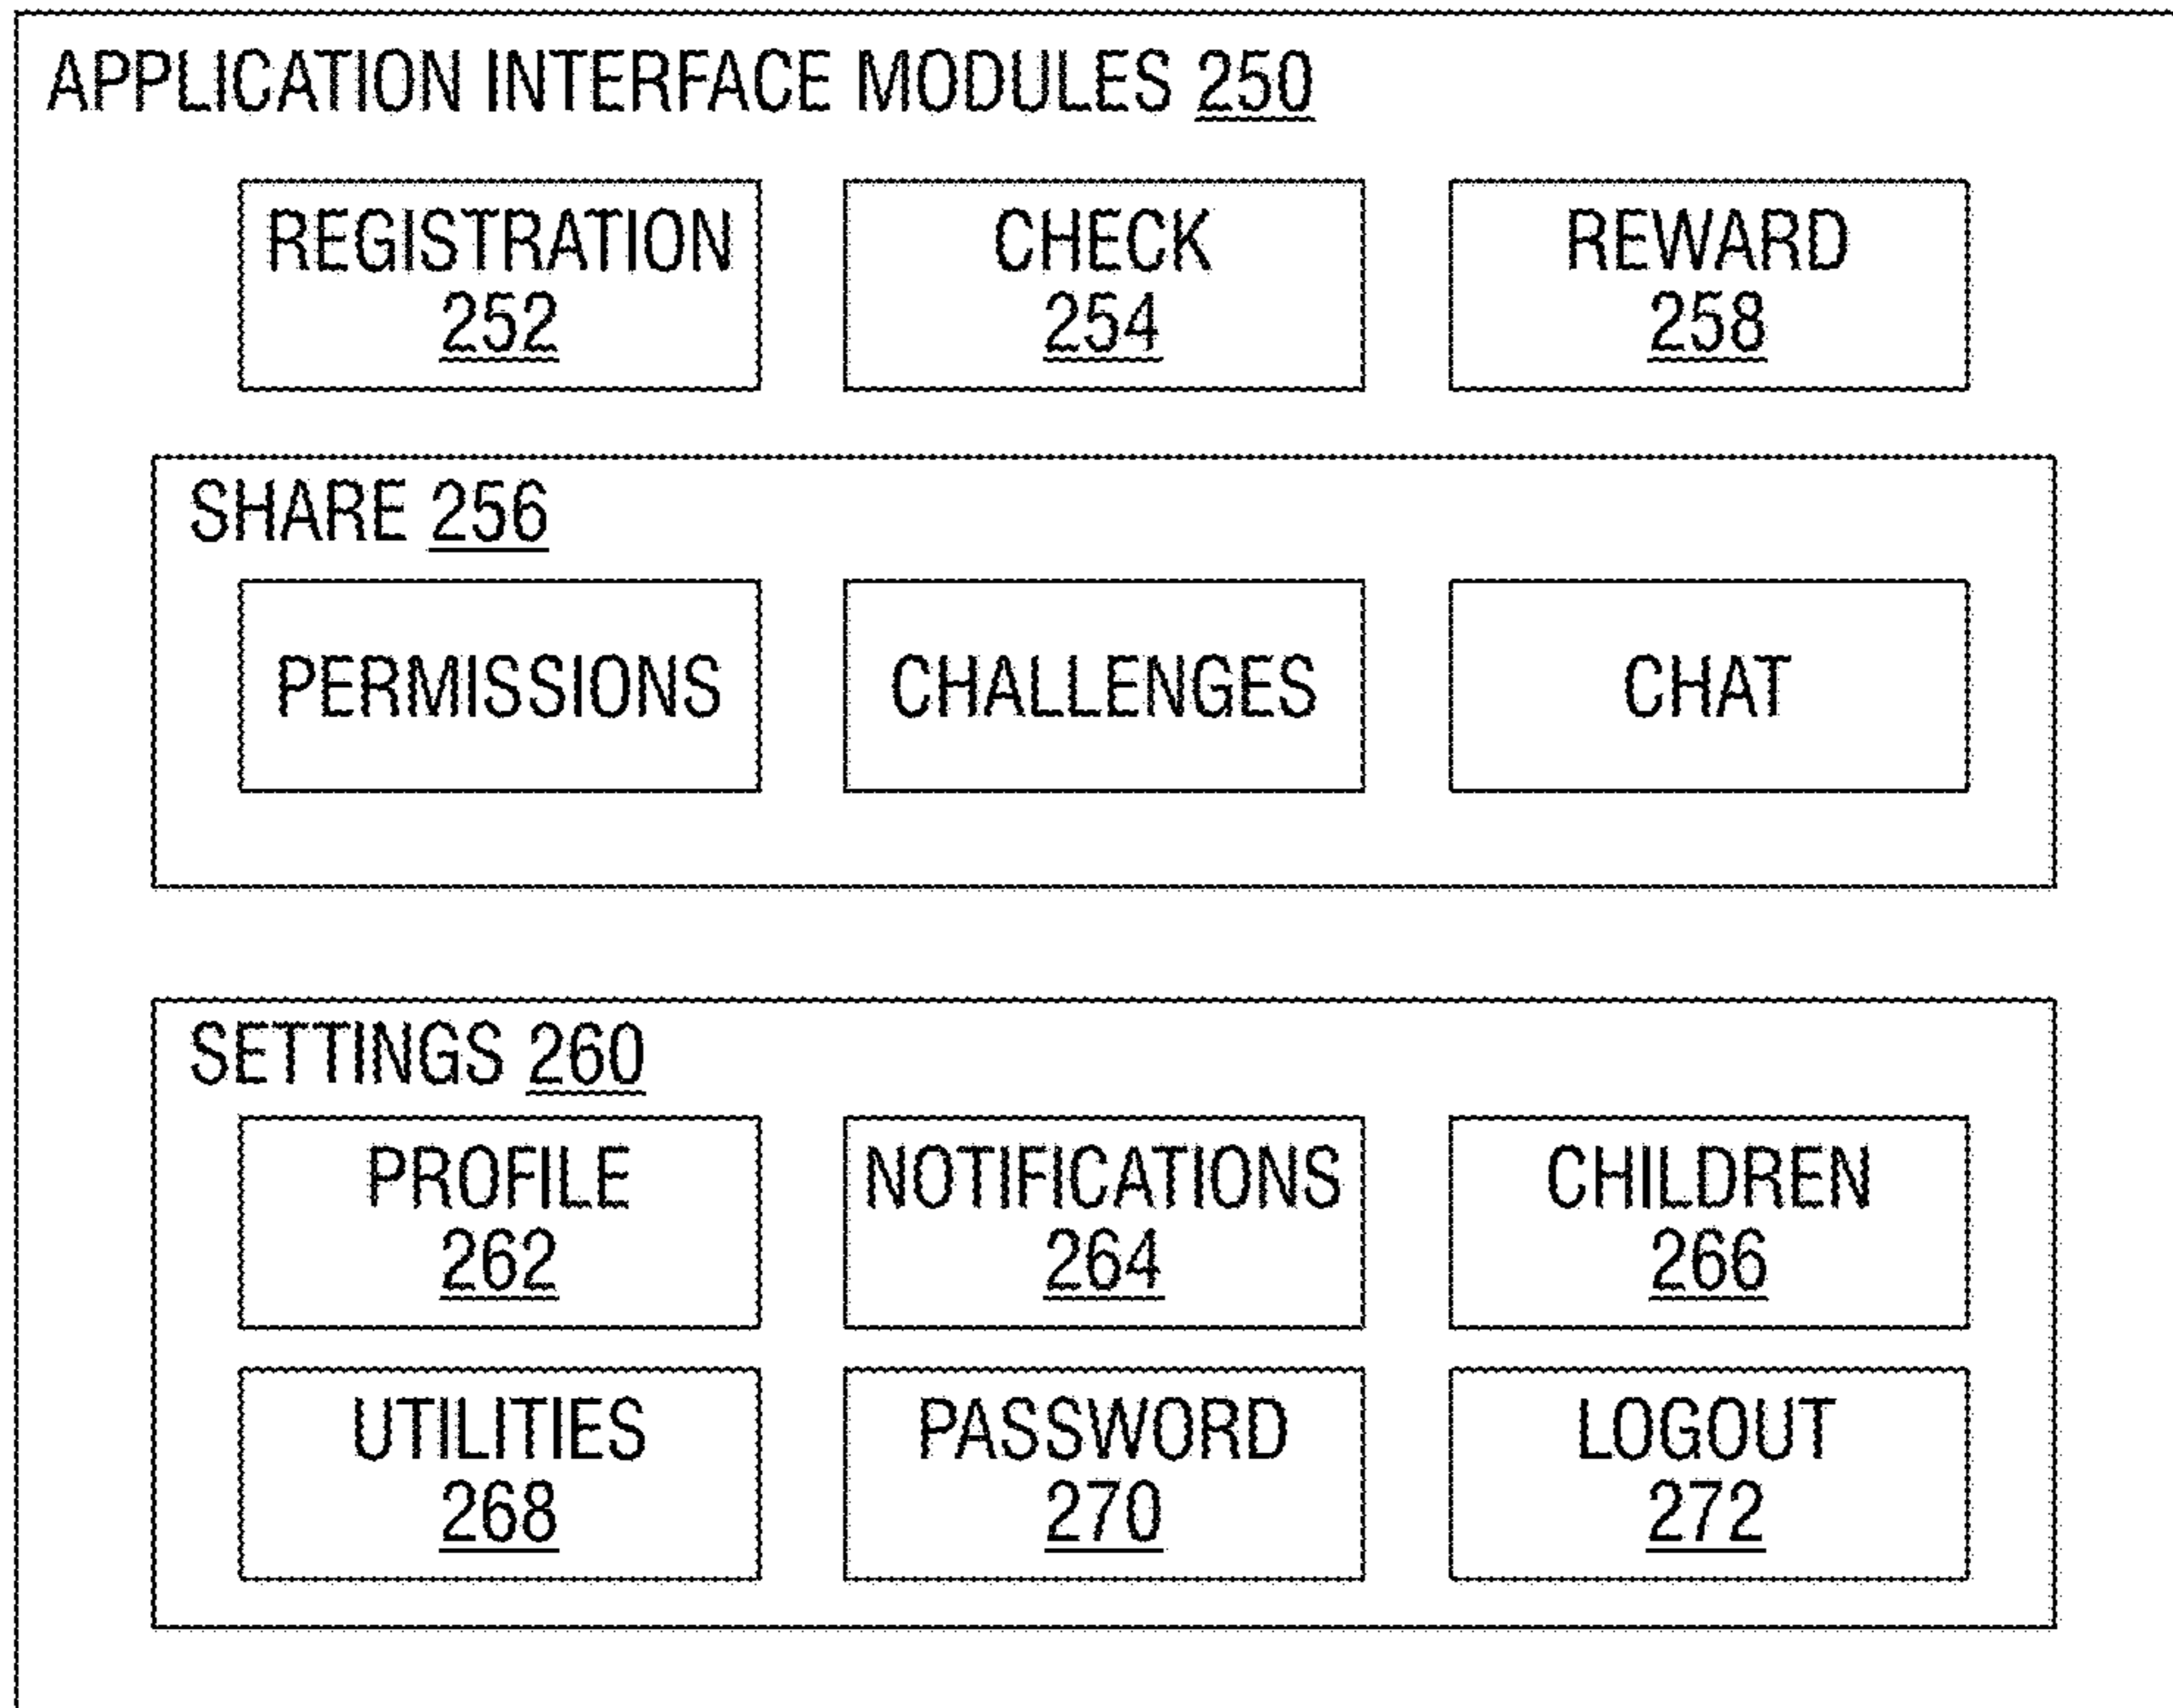 APPLICATION INTERFACE MODULES 250
REGISTRATION
252
CHECK
254
REWARD
258
SHARE 256
PERMISSIONS
CHALLENGES
CHAT
SETTINGS 260
PROFILE
262
NOTIFICATIONS
264
CHILDREN
266
UTILITIES
268
PASSWORD
270
LOGOUT
272